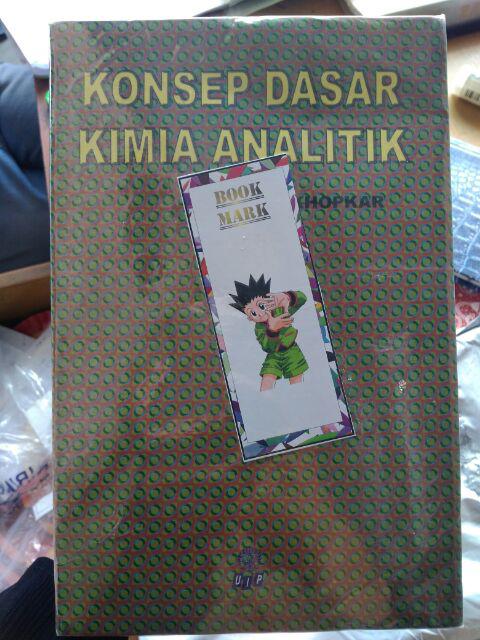 KONSEP DASAR
KIMIA ANALITIK
KHOPKAR
BOOK
MARK
UIP